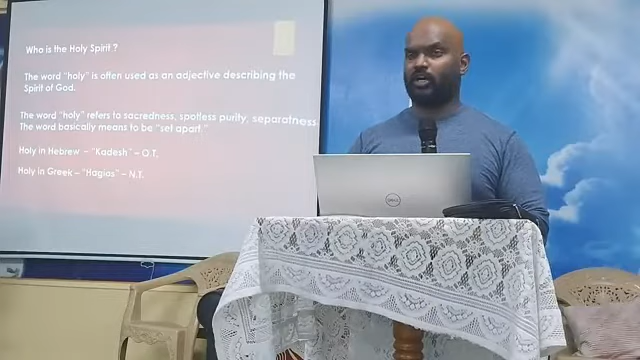 Who is the Holy Spirit?
The word "holy" is often used as an adjective describing the
Spirit of God.
The word "holy" refers to sacredness, spotless purity, separatness.
The word basically means to be "set apart."
Holy in Hebrew – "Kadesh" – O.T,
Holy in Greek – "Hagias" – N.T.
DELL